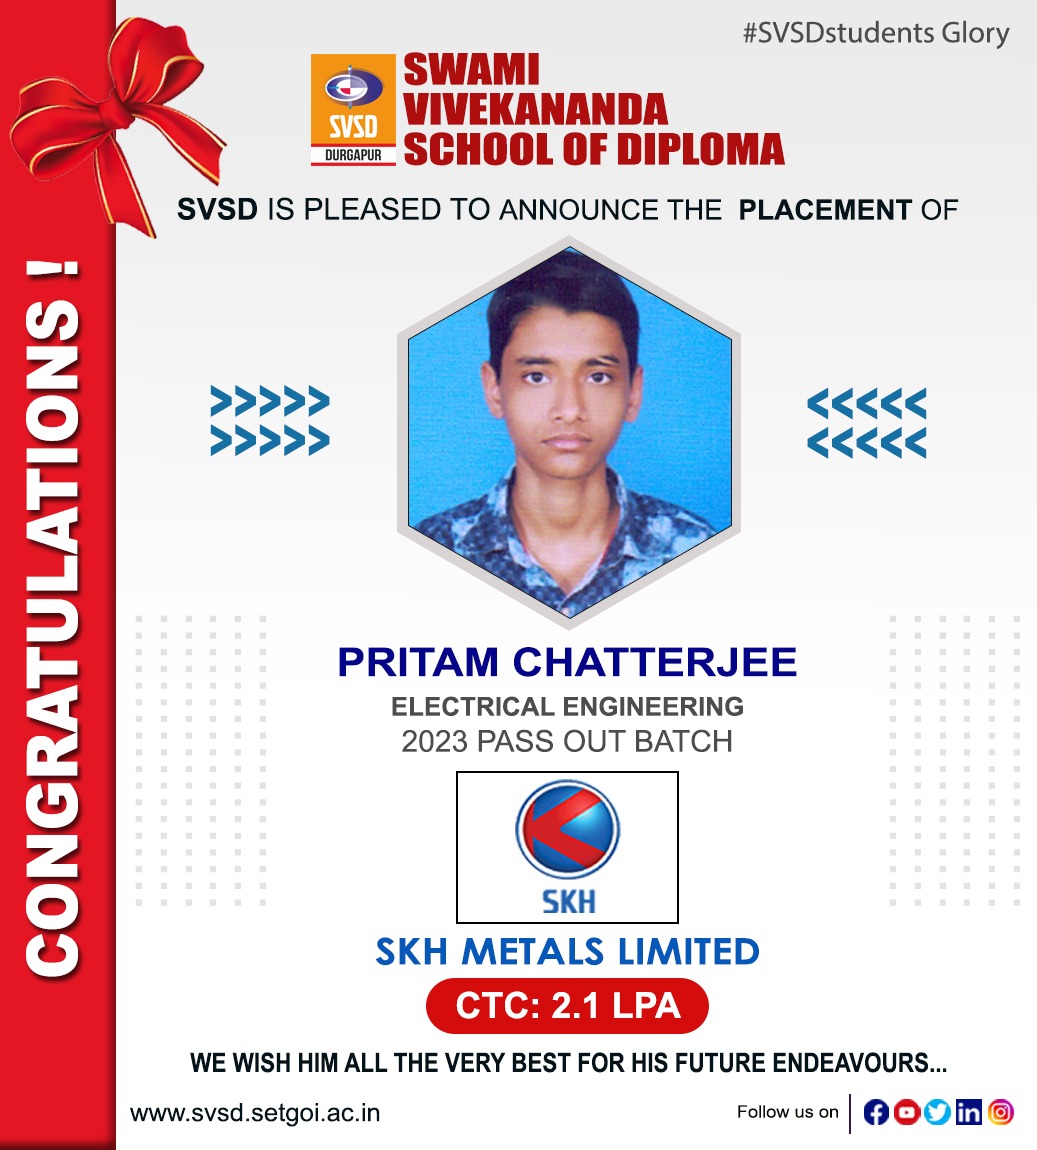 #SVSDstudents Glory
SVSD
DURGAPUR
SWAMI
VIVEKANANDA
SCHOOL OF DIPLOMA
SVSD IS PLEASED TO ANNOUNCE THE PLACEMENT OF
CONGRATULATIONS !
PRITAM CHATTERJEE
ELECTRICAL ENGINEERING
2023 PASS OUT BATCH
SKH
SKH METALS LIMITED
CTC: 2.1 LPA
WE WISH HIM ALL THE VERY BEST FOR HIS FUTURE ENDEAVOURS...
www.svsd.setgoi.ac.in
Follow us on